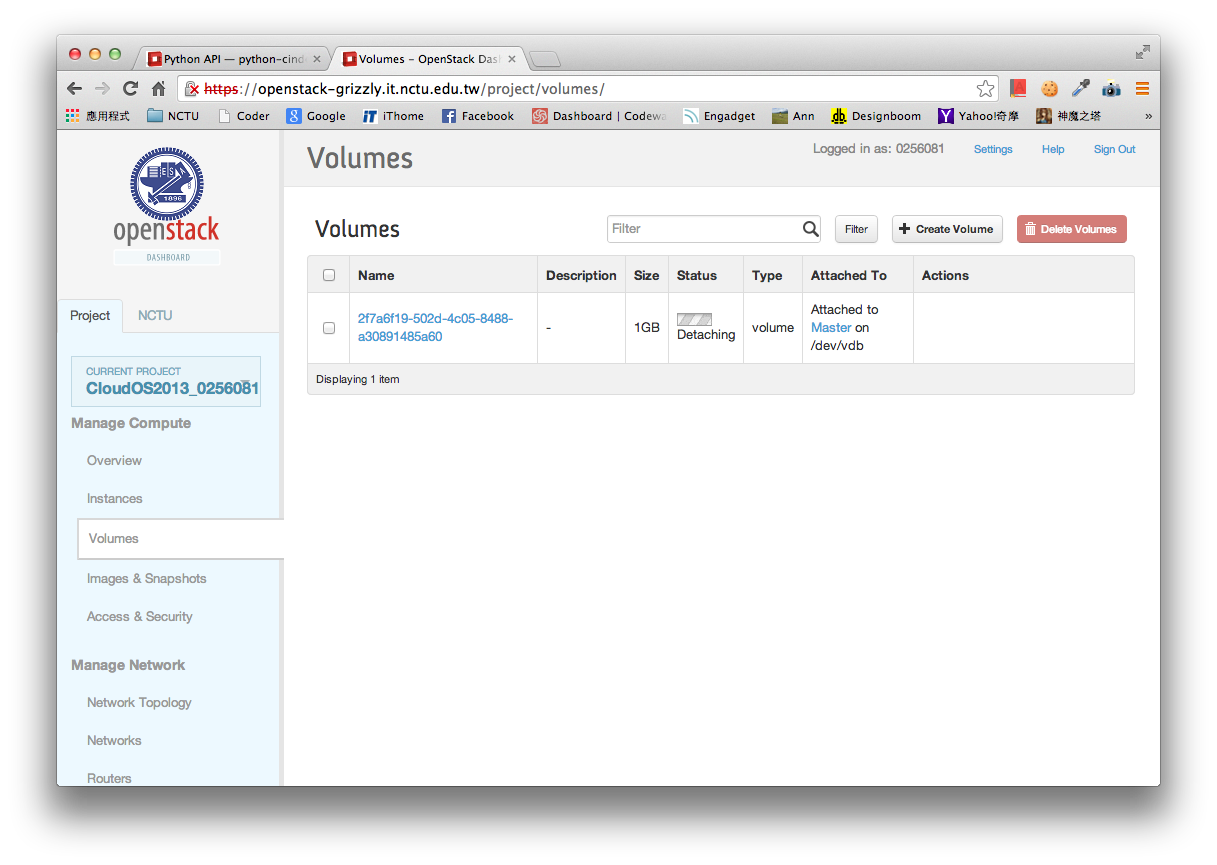 Python API — python-cind
Volumes – OpenStack Das
https://openstack-grizzly.it.nctu.edu.tw/project/volumes/
應用程式 NCTU Coder Google iThome Facebook Dashboard | Codewa Engadget Ann Designboom Yahoo!奇摩 神魔之塔 »
Volumes
Logged in as: 0256081 Settings Help Sign Out
ES
1896
openstack
DASHBOARD
Project NCTU
CURRENT PROJECT
CloudOS2013_0256081
Manage Compute
Overview
Instances
Volumes
Images & Snapshots
Access & Security
Manage Network
Network Topology
Networks
Routers
Volumes
Filter Filter Create Volume Delete Volumes
Name Description Size Status Type Attached To Actions
2f7a6f19-502d-4c05-8488-
a30891485a60
-
1GB
Detaching
volume
Attached to
Master on
/dev/vdb
Displaying 1 item